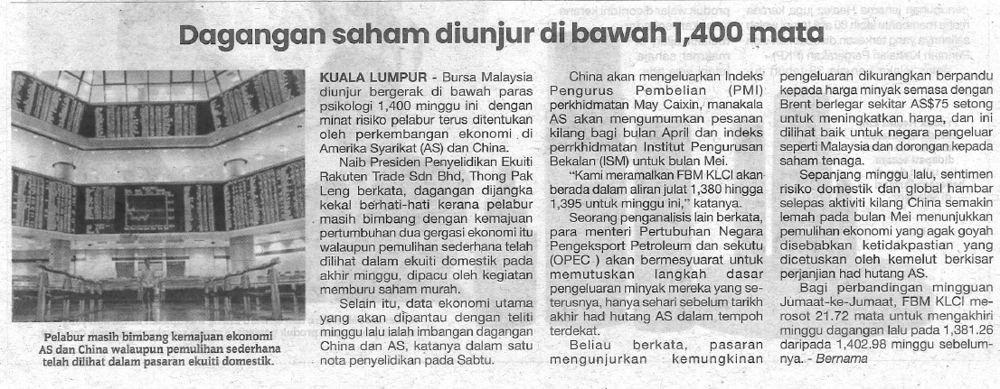 Dagangan saham diunjur di bawah 1,400 mata
Pelabur masih bimbang kemajuan ekonomi
AS dan China walaupun pemulihan sederhana
telah dilihat dalam pasaran ekuiti domestik.
KUALA LUMPUR - Bursa Malaysia
diunjur bergerak di bawah paras
psikologi 1,400 minggu ini dengan
minat risiko pelabur terus ditentukan
oleh perkembangan ekonomi di
Amerika Syarikat (AS) dan China.
Naib Presiden Penyelidikan Ekuiti
Rakuten Trade Sdn Bhd, Thong Pak
Leng berkata, dagangan dijangka
kekal berhati-hati kerana pelabur
masih bimbang dengan kemajuan
pertumbuhan dua gergasi ekonomi itu
walaupun pemulihan sederhana telah
dilihat dalam ekuiti domestik pada
akhir minggu, dipacu oleh kegiatan
memburu saham murah.
Selain itu, data ekonomi utama
yang akan dipantau dengan teliti
minggu lalu ialah imbangan dagangan
China dan AS, katanya dalam satu
nota penyelidikan pada Sabtu.
China akan mengeluarkan Indeks
Pengurus Pembelian (PMI)
perkhidmatan May Caixin, manakala
AS akan mengumumkan pesanan
kilang bagi bulan April dan indeks
perrkhidmatan Institut Pengurusan
Bekalan (ISM) untuk bulan Mei.
“Kami meramalkan FBM KLCI akan
berada dalam aliran julat 1,380 hingga
1,395 untuk minggu ini,” katanya.
Seorang penganalisis lain berkata,
para menteri Pertubuhan Negara
Pengeksport Petroleum dan sekutu
(OPEC ) akan bermesyuarat untuk
memutuskan langkah dasar
pengeluaran minyak mereka yang se-
terusnya, hanya sehari sebelum tarikh
akhir had hutang AS dalam tempoh
terdekat.
Beliau berkata, pasaran
mengunjurkan kemungkinan
pengeluaran dikurangkan berpandu
kepada harga minyak semasa dengan
Brent berlegar sekitar AS$75 setong
untuk meningkatkan harga, dan ini
dilihat baik untuk negara pengeluar
seperti Malaysia dan dorongan kepada
saham tenaga.
Sepanjang minggu lalu, sentimen
risiko domestik dan global hambar
selepas aktiviti kilang China semakin
lemah pada bulan Mei menunjukkan
pemulihan ekonomi yang agak goyah
disebabkan ketidakpastian yang
dicetuskan oleh kemelut berkisar
perjanjian had hutang AS.
Bagi perbandingan mingguan
Jumaat-ke-Jumaat, FBM KLCI me-
rosot 21.72 mata untuk mengakhiri
minggu dagangan lalu pada 1,381.26
daripada 1,402.98 minggu sebelum-
nya. - Bernama